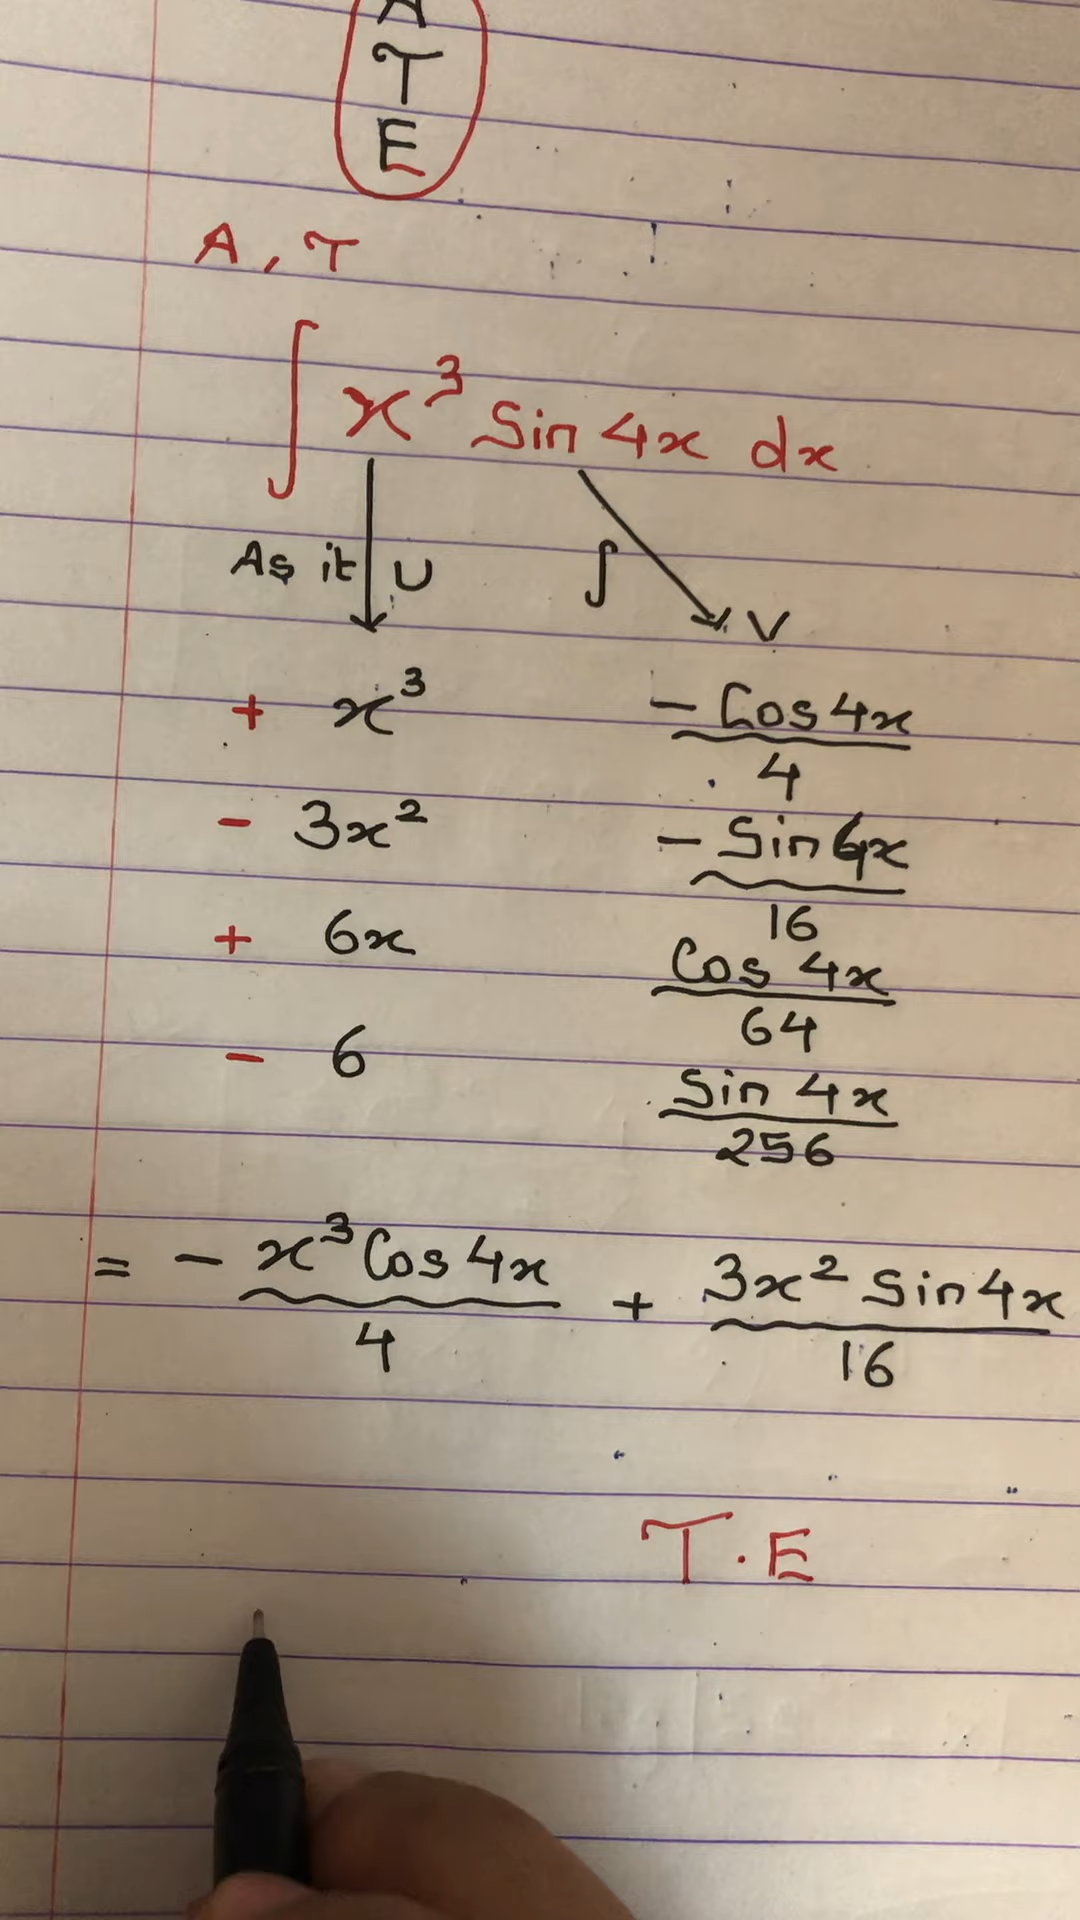 A
T
E
A, T
∫ x³ Sin 4x dx
As it U ∫ V
+ x³ - Cos 4x / 4
- 3x² - Sin 4x / 16
+ 6x Cos 4x / 64
- 6 Sin 4x / 256
= - x³ Cos 4x / 4 + 3x² Sin 4x / 16
T.E